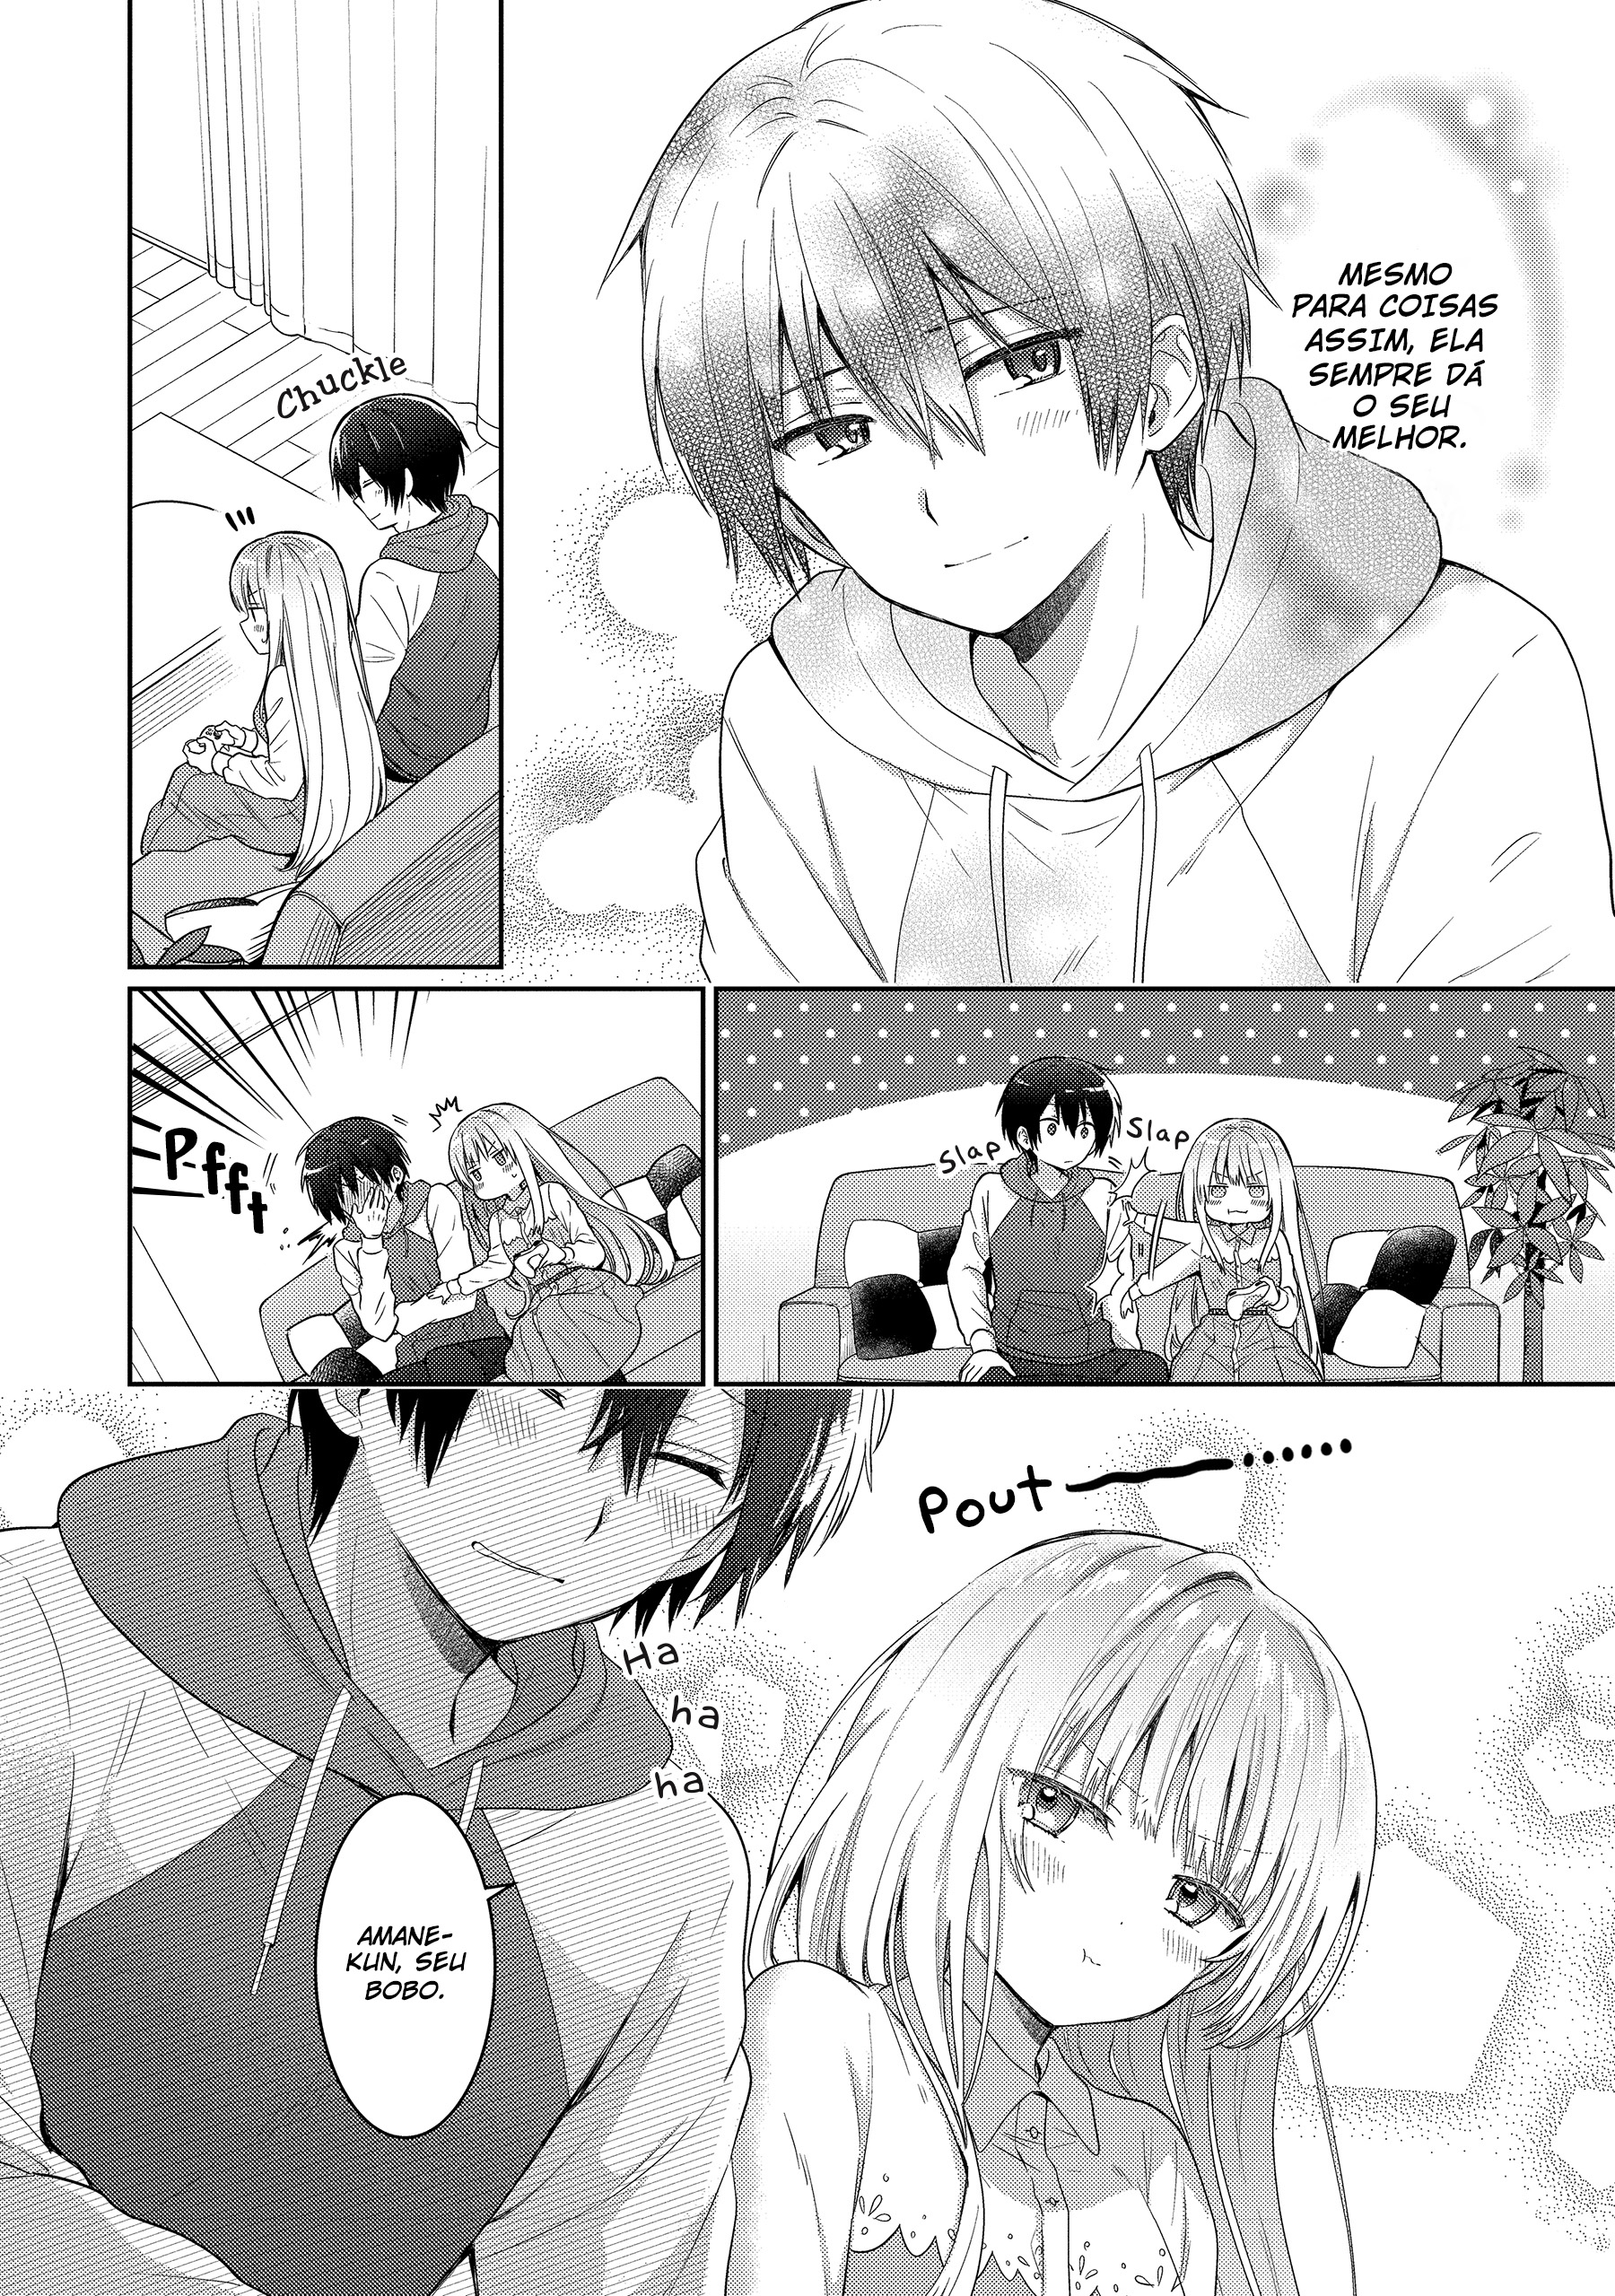 MESMO
PARA COISAS
ASSIM, ELA
SEMPRE DÁ
O SEU
MELHOR.
Chuckle
Slap
Slap
P-fft
Pout
Ha
ha
ha
AMANE-
KUN, SEU
BOBO.